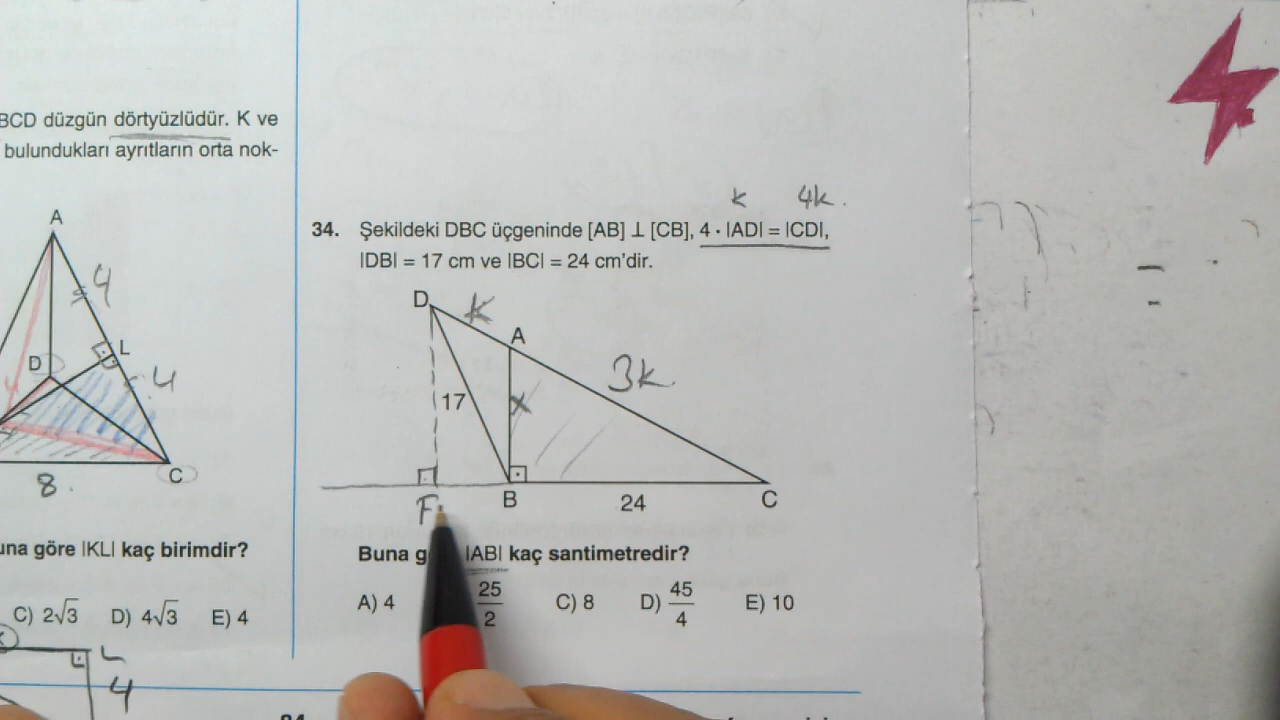 BCD düzgün dörtyüzlüdür. K ve
bulundukları ayrıtların orta nok-
A
4
L
D
4
C
8.
una göre |KL| kaç birimdir?
C) 2√3 D) 4√3 E) 4
L
4
k 4k.
34. Şekildeki DBC üçgeninde [AB] ⊥ [CB], 4 · |AD| = |CD|,
|DB| = 17 cm ve |BC| = 24 cm'dir.
D
K
A
3k
17
x
F
B
24
C
Buna |AB| kaç santimetredir?
A) 4 25/2 C) 8 D) 45/4 E) 10